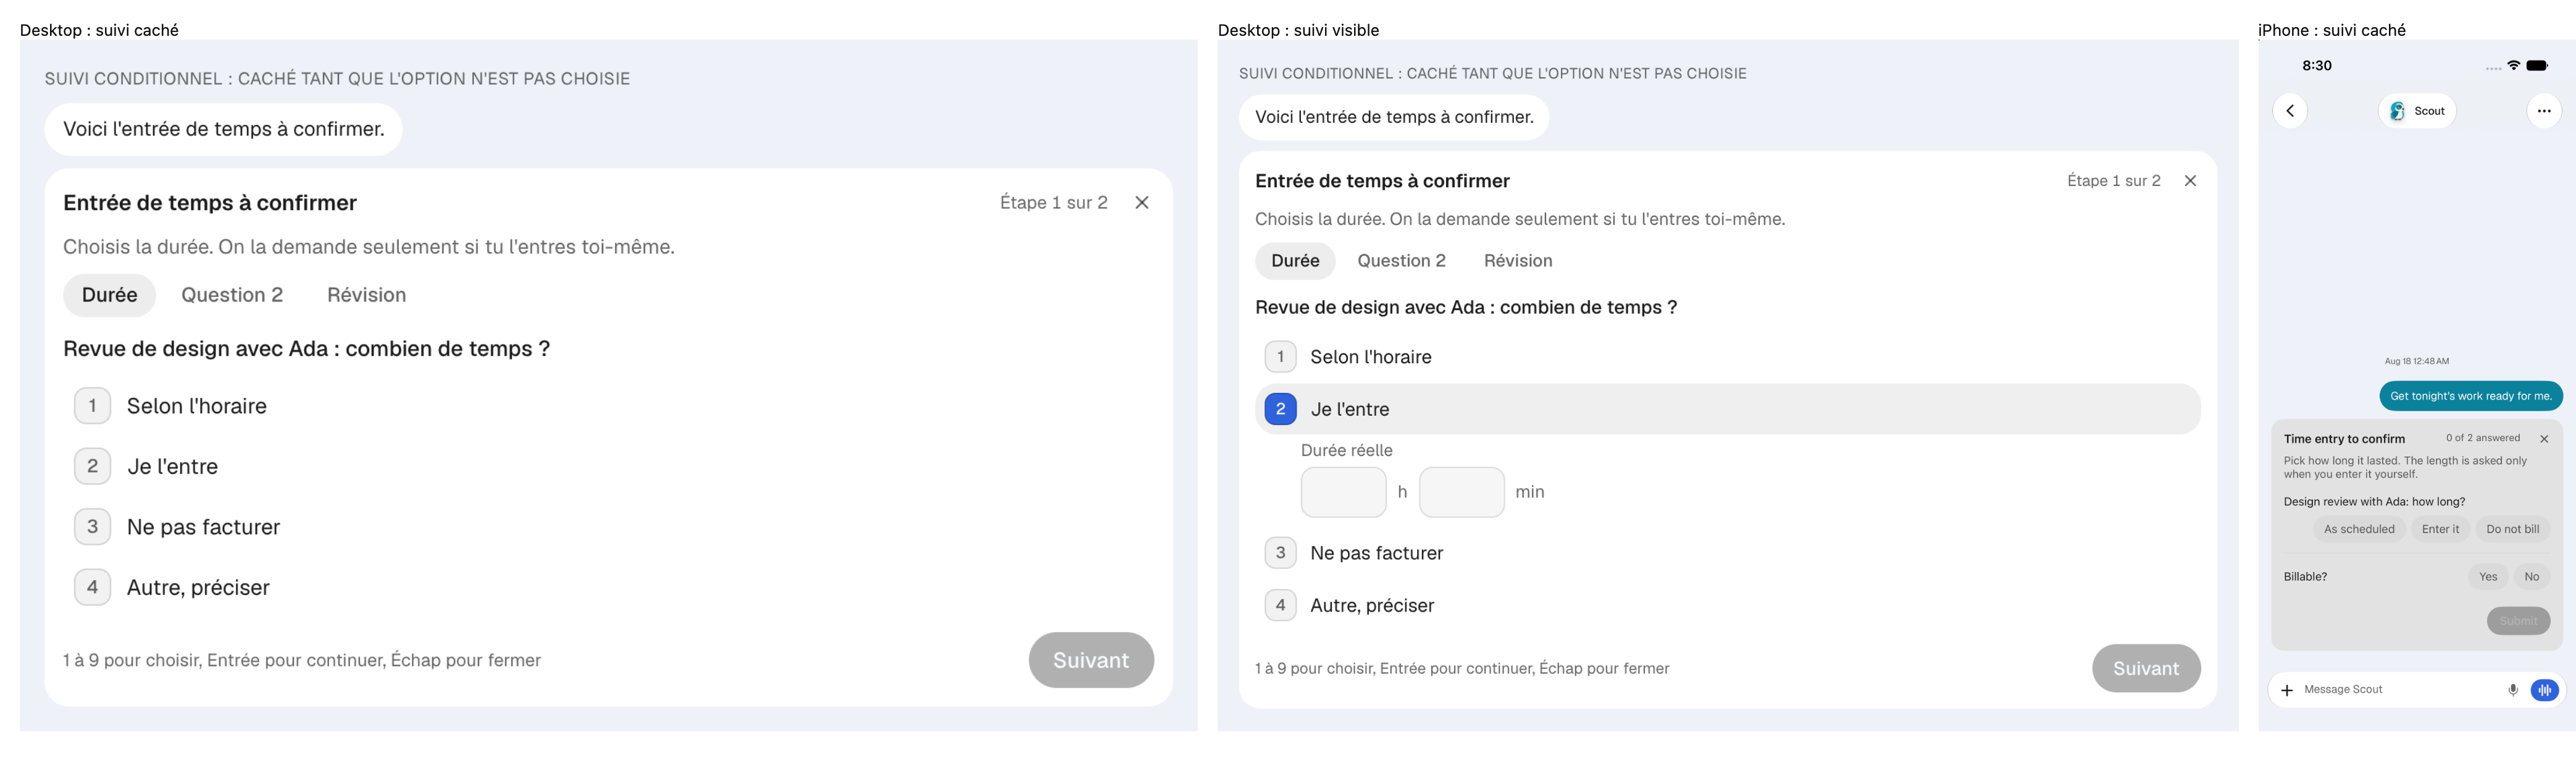 Desktop : suivi caché
SUIVI CONDITIONNEL : CACHÉ TANT QUE L'OPTION N'EST PAS CHOISIE
Voici l'entrée de temps à confirmer.
Entrée de temps à confirmer
Étape 1 sur 2
Choisis la durée. On la demande seulement si tu l'entres toi-même.
Durée Question 2 Révision
Revue de design avec Ada : combien de temps ?
1 Selon l'horaire
2 Je l'entre
3 Ne pas facturer
4 Autre, préciser
1 à 9 pour choisir, Entrée pour continuer, Échap pour fermer
Suivant
Desktop : suivi visible
SUIVI CONDITIONNEL : CACHÉ TANT QUE L'OPTION N'EST PAS CHOISIE
Voici l'entrée de temps à confirmer.
Entrée de temps à confirmer
Étape 1 sur 2
Choisis la durée. On la demande seulement si tu l'entres toi-même.
Durée Question 2 Révision
Revue de design avec Ada : combien de temps ?
1 Selon l'horaire
2 Je l'entre
Durée réelle
h min
3 Ne pas facturer
4 Autre, préciser
1 à 9 pour choisir, Entrée pour continuer, Échap pour fermer
Suivant
iPhone : suivi caché
8:30
Scout
Aug 18 12:48 AM
Get tonight's work ready for me.
Time entry to confirm
0 of 2 answered
Pick how long it lasted. The length is asked only
when you enter it yourself.
Design review with Ada: how long?
As scheduled Enter it Do not bill
Billable? Yes No
Submit
Message Scout